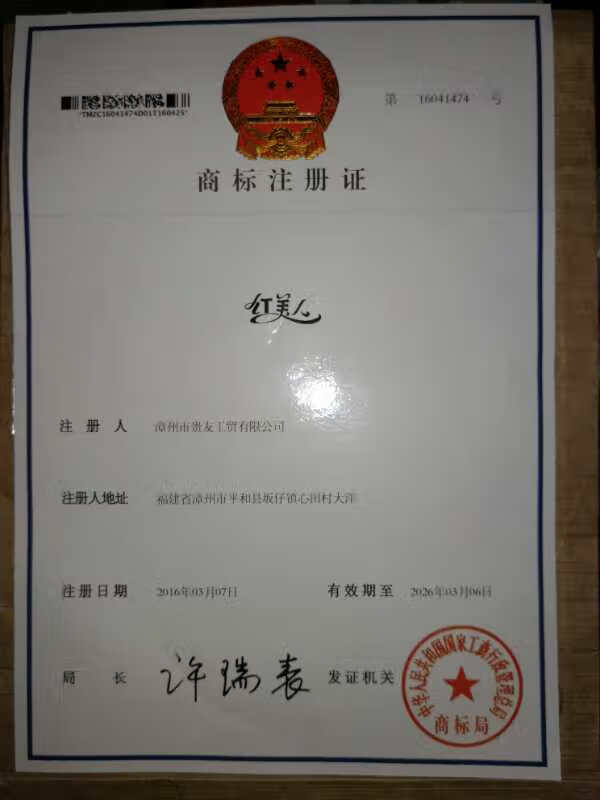 第 16041474 号
*TMZC16041474D01T160425*
商标注册证
红美人
注册人 漳州市贵友工贸有限公司
注册人地址 福建省漳州市平和县坂仔镇心田村大洋
注册日期 2016年03月07日 有效期至 2026年03月06日
局长 许瑞表 发证机关
中华人民共和国国家工商行政管理总局
商标局